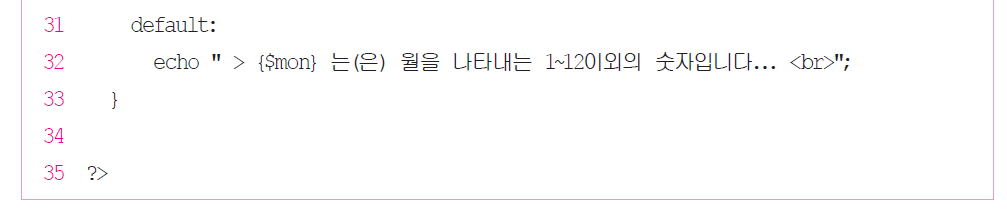 31 default:
32 echo " > {$mon} 는(은) 월을 나타내는 1~12이외의 숫자입니다... <br>";
33 }
34
35 ?>